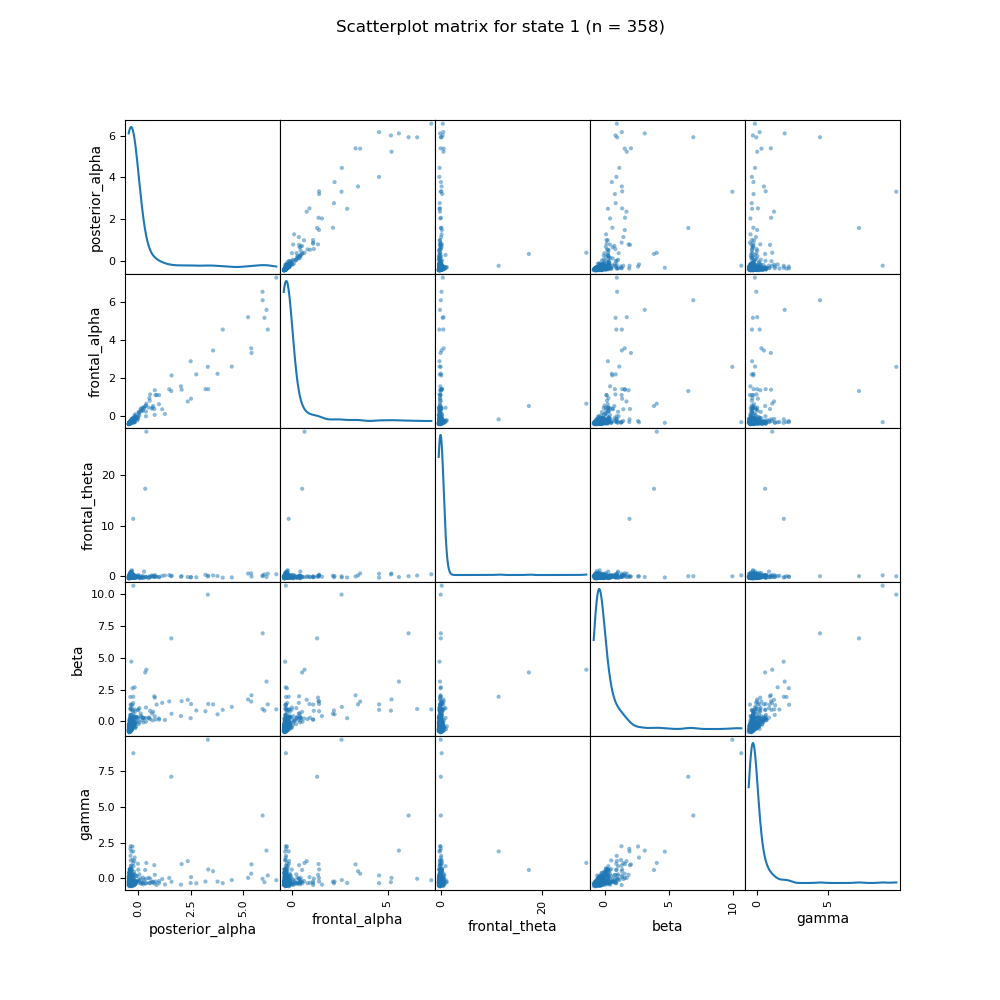 Scatterplot matrix for state 1 (n = 358)
posterior_alpha
6
4
2
0
frontal_alpha
6
4
2
0
frontal_theta
20
10
0
beta
10.0
7.5
5.0
2.5
0.0
gamma
7.5
5.0
2.5
0.0
0.0 2.5 5.0 0 5 0 20 0 5 10 0 5
posterior_alpha frontal_alpha frontal_theta beta gamma